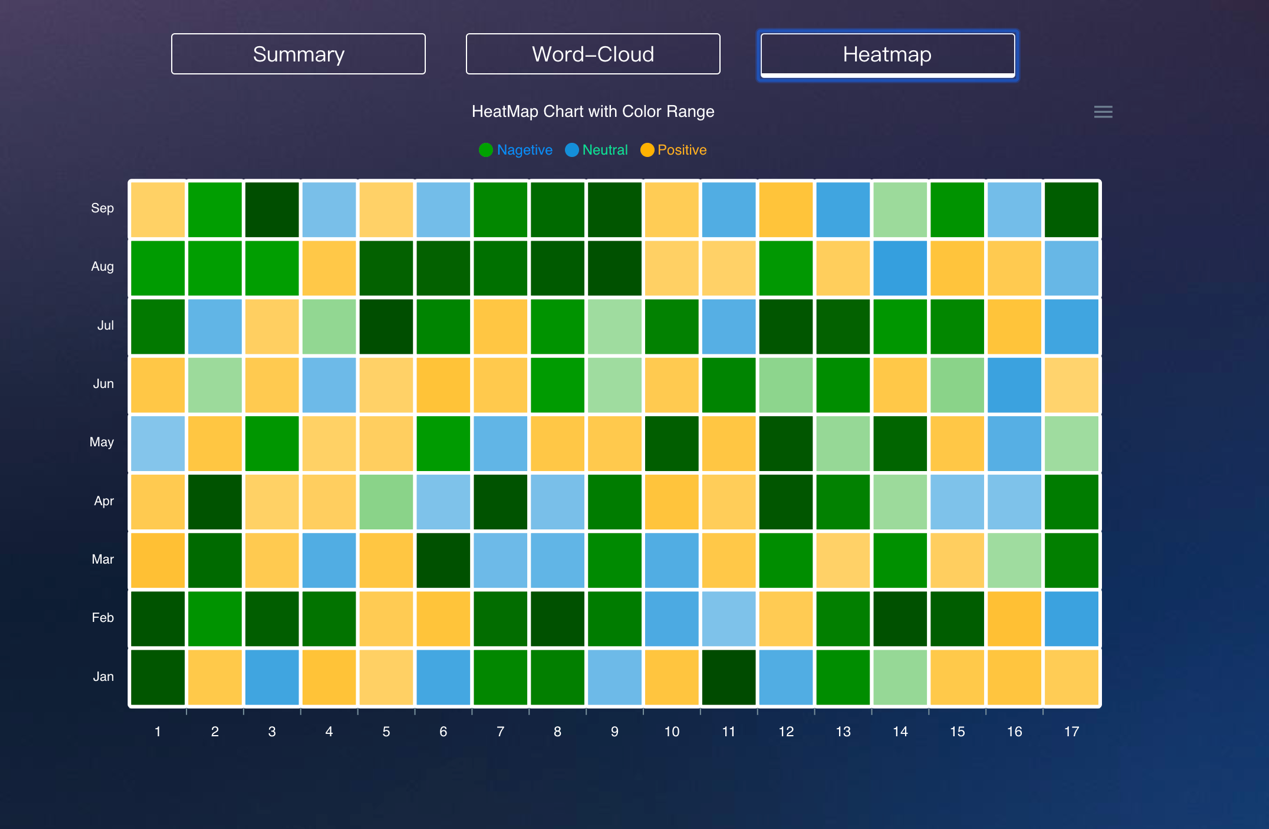 Summary Word-Cloud Heatmap
HeatMap Chart with Color Range
Nagetive Neutral Positive
Sep
Aug
Jul
Jun
May
Apr
Mar
Feb
Jan
1 2 3 4 5 6 7 8 9 10 11 12 13 14 15 16 17